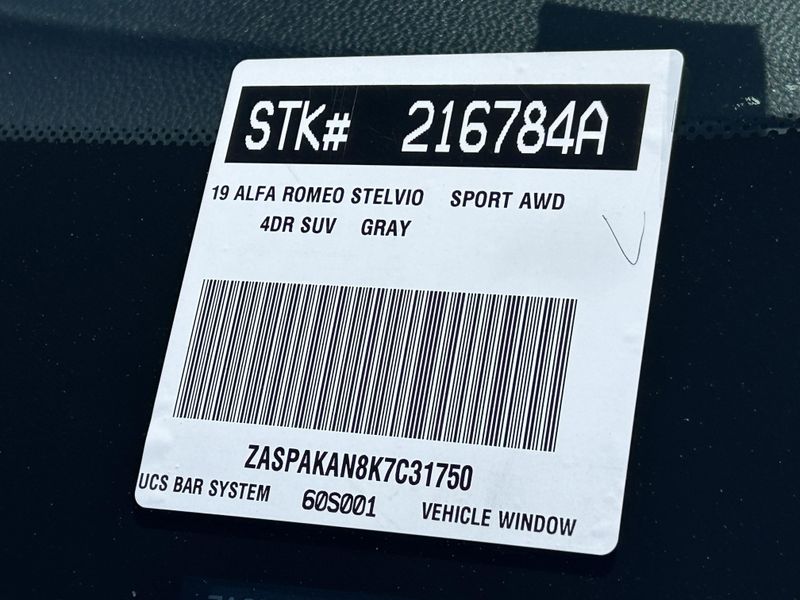 STK# 216784A
19 ALFA ROMEO STELVIO SPORT AWD
4DR SUV GRAY
ZASPAKAN8K7C31750
UCS BAR SYSTEM 60S001 VEHICLE WINDOW